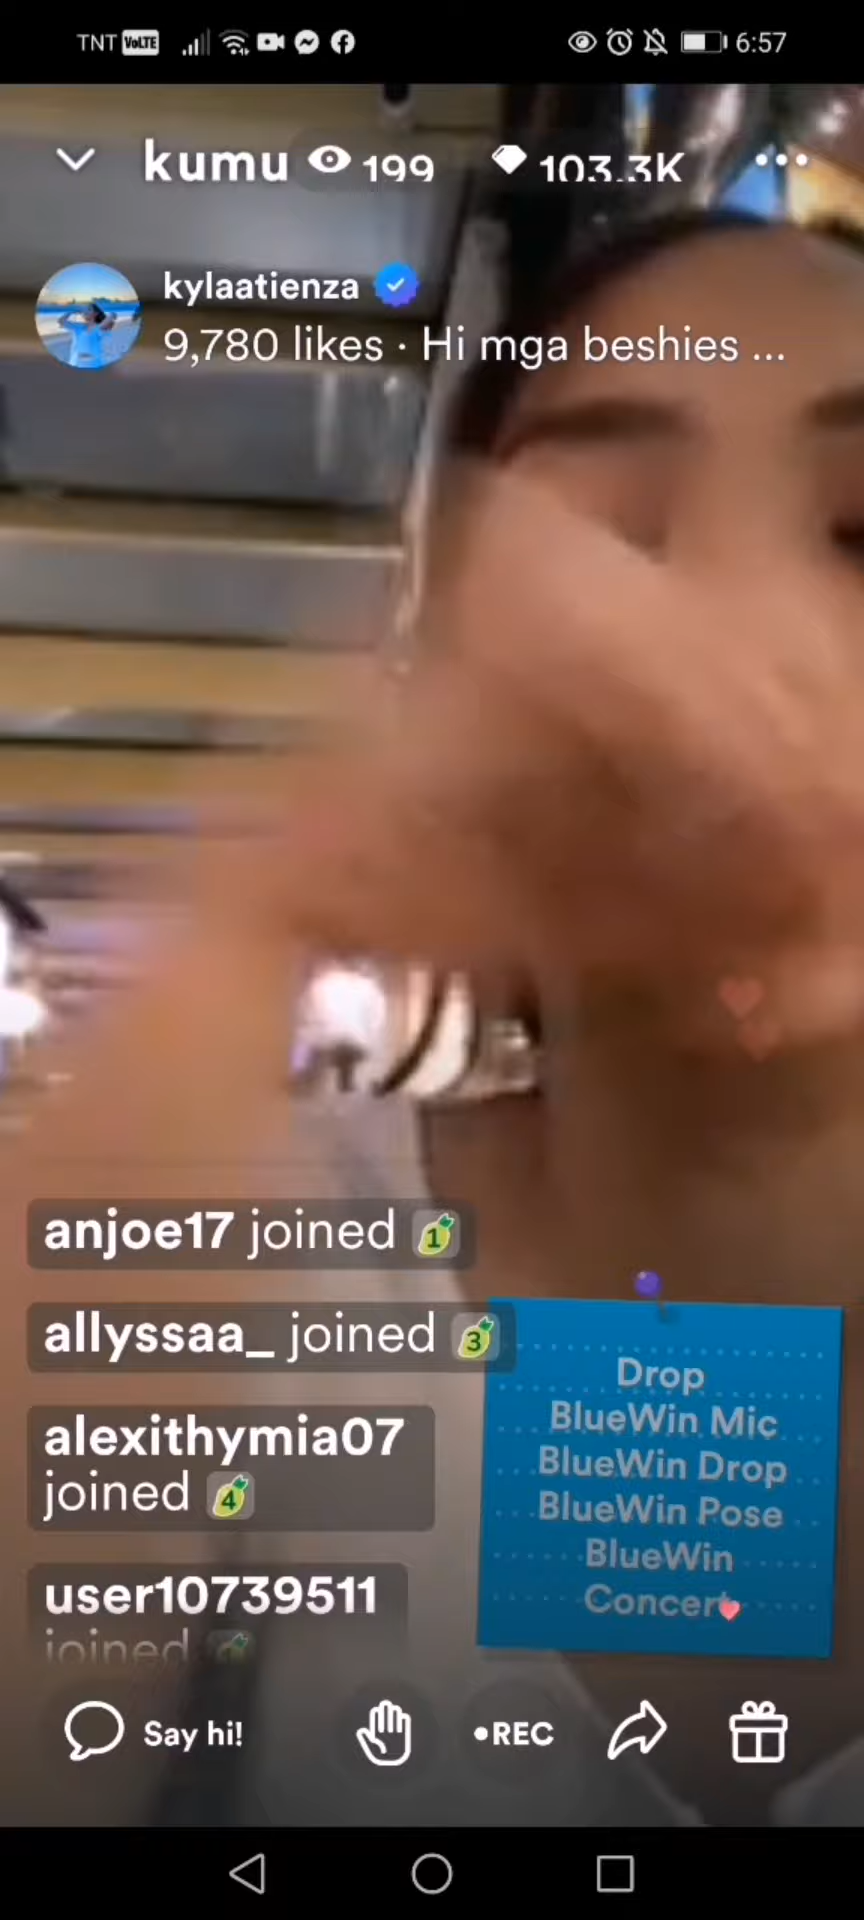 TNT VoLTE 6:57
kumu 199 103.3K
kylaatienza
9,780 likes · Hi mga beshies ...
anjoe17 joined 1
allyssaa_ joined 3
alexithymia07
joined 4
user10739511
joined
Drop
BlueWin Mic
BlueWin Drop
BlueWin Pose
BlueWin
Concert
Say hi! •REC